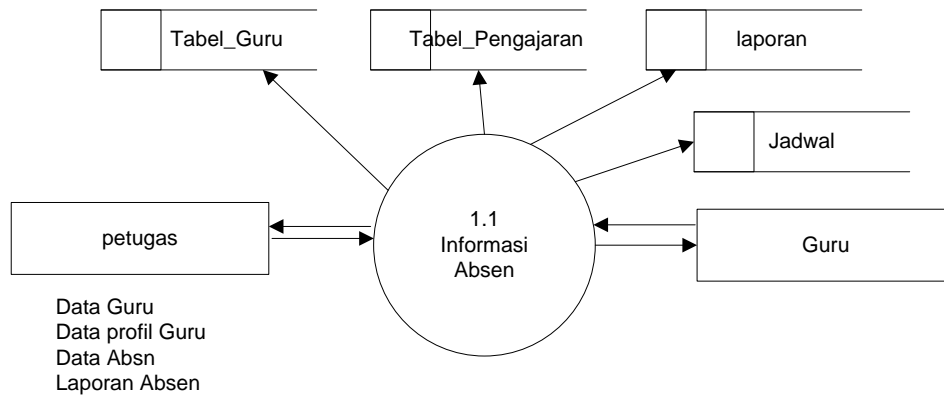 Tabel_Guru
Tabel_Pengajaran
laporan
Jadwal
petugas
1.1
Informasi
Absen
Guru
Data Guru
Data profil Guru
Data Absn
Laporan Absen